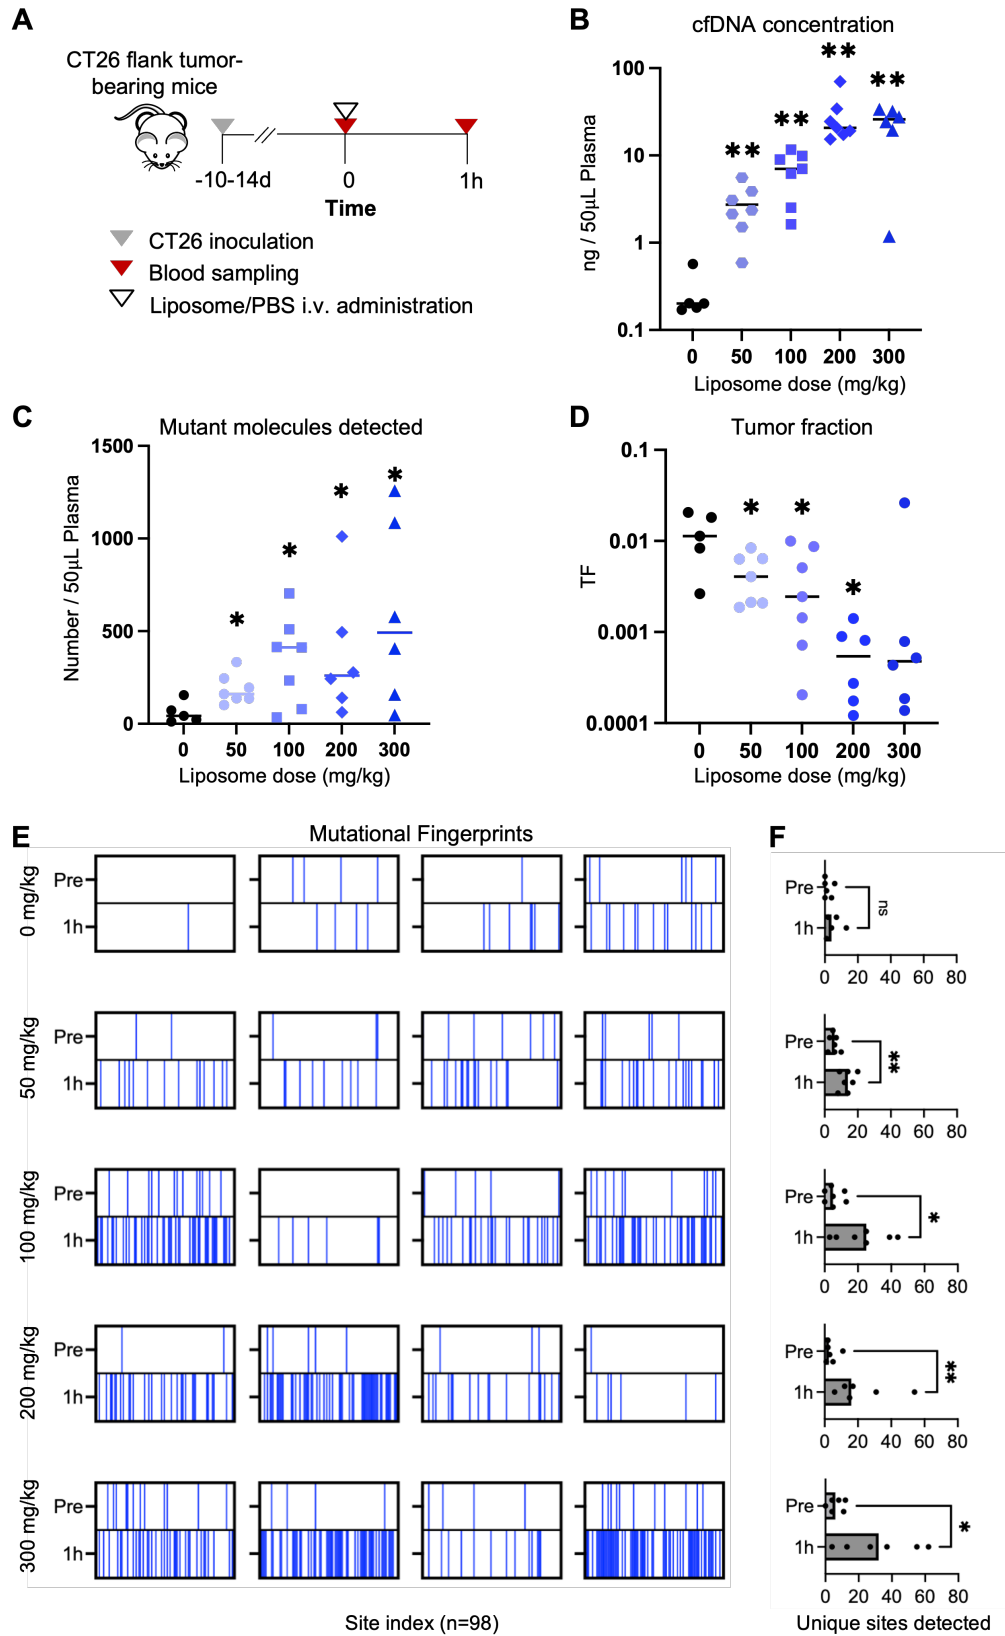 A
CT26 flank tumor-
bearing mice
-10-14d
0
1h
Time
CT26 inoculation
Blood sampling
Liposome/PBS i.v. administration
B
cfDNA concentration
ng / 50μL Plasma
100
10
1
0.1
** ** ** **
0 50 100 200 300
Liposome dose (mg/kg)
C
Mutant molecules detected
Number / 50μL Plasma
1500
1000
500
0
* * * *
0 50 100 200 300
Liposome dose (mg/kg)
D
Tumor fraction
TF
0.1
0.01
0.001
0.0001
* * *
0 50 100 200 300
Liposome dose (mg/kg)
E
Mutational Fingerprints
0 mg/kg
Pre
1h
50 mg/kg
Pre
1h
100 mg/kg
Pre
1h
200 mg/kg
Pre
1h
300 mg/kg
Pre
1h
Site index (n=98)
F
Pre
1h
ns
0 20 40 60 80
Pre
1h
**
0 20 40 60 80
Pre
1h
*
0 20 40 60 80
Pre
1h
**
0 20 40 60 80
Pre
1h
*
0 20 40 60 80
Unique sites detected